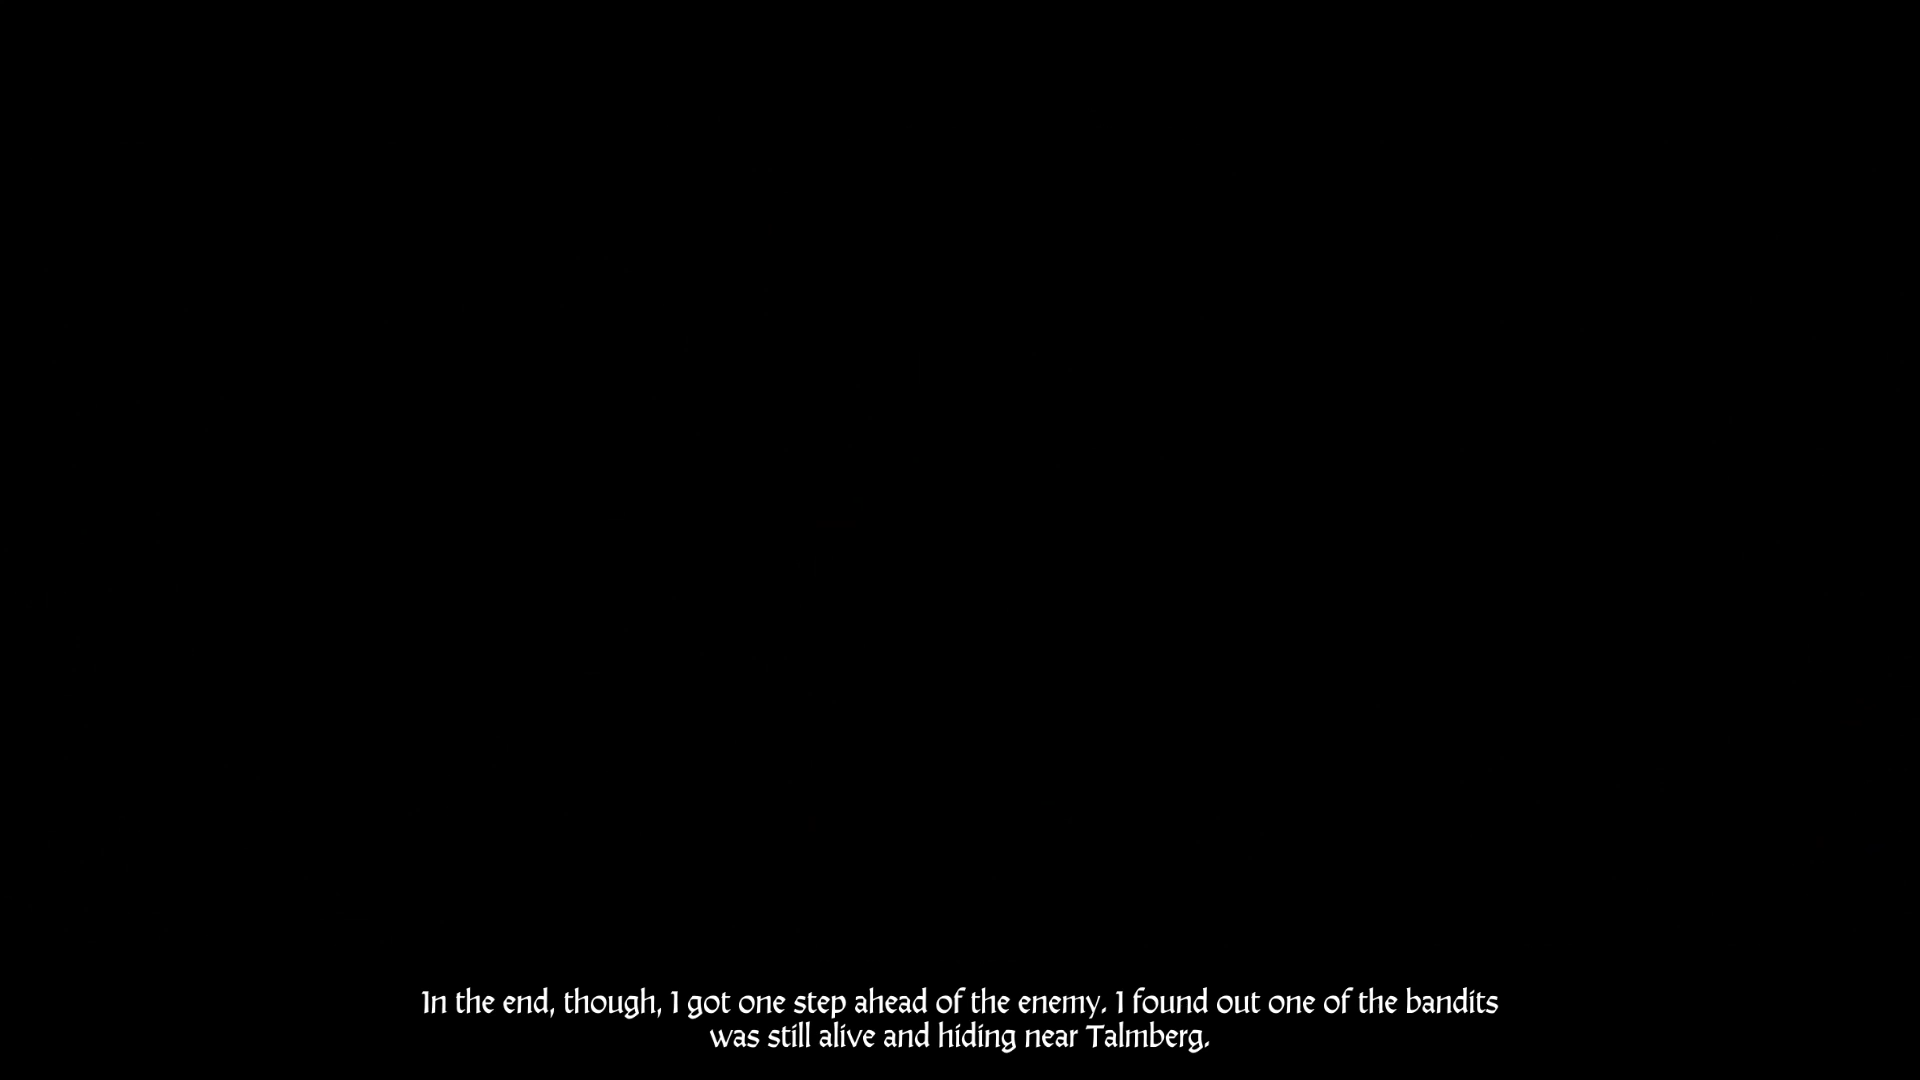 In the end, though, I got one step ahead of the enemy. I found out one of the bandits
was still alive and hiding near Talmberg.